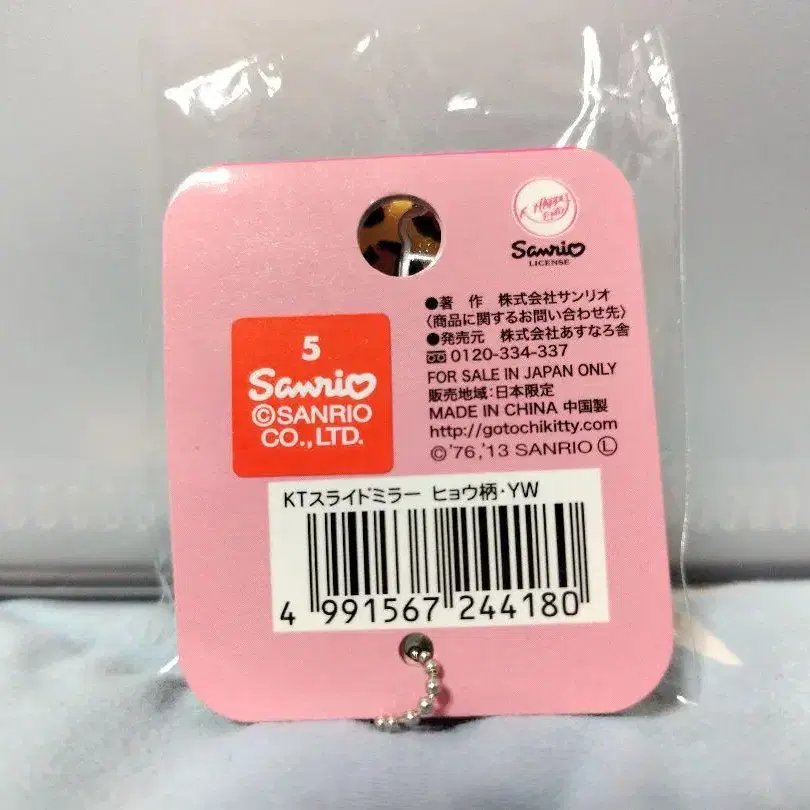 Sanrio
LICENSE
●著 作 株式会社サンリオ
〈商品に関するお問い合わせ先〉
●発売元 株式会社あすなろ舎
0120-334-337
FOR SALE IN JAPAN ONLY
販売地域:日本限定
MADE IN CHINA 中国製
http://gotochikitty.com/
©'76,'13 SANRIO Ⓛ
5
Sanrio
©SANRIO
CO.,LTD.
KTスライドミラー ヒョウ柄・YW
4 991567 244180